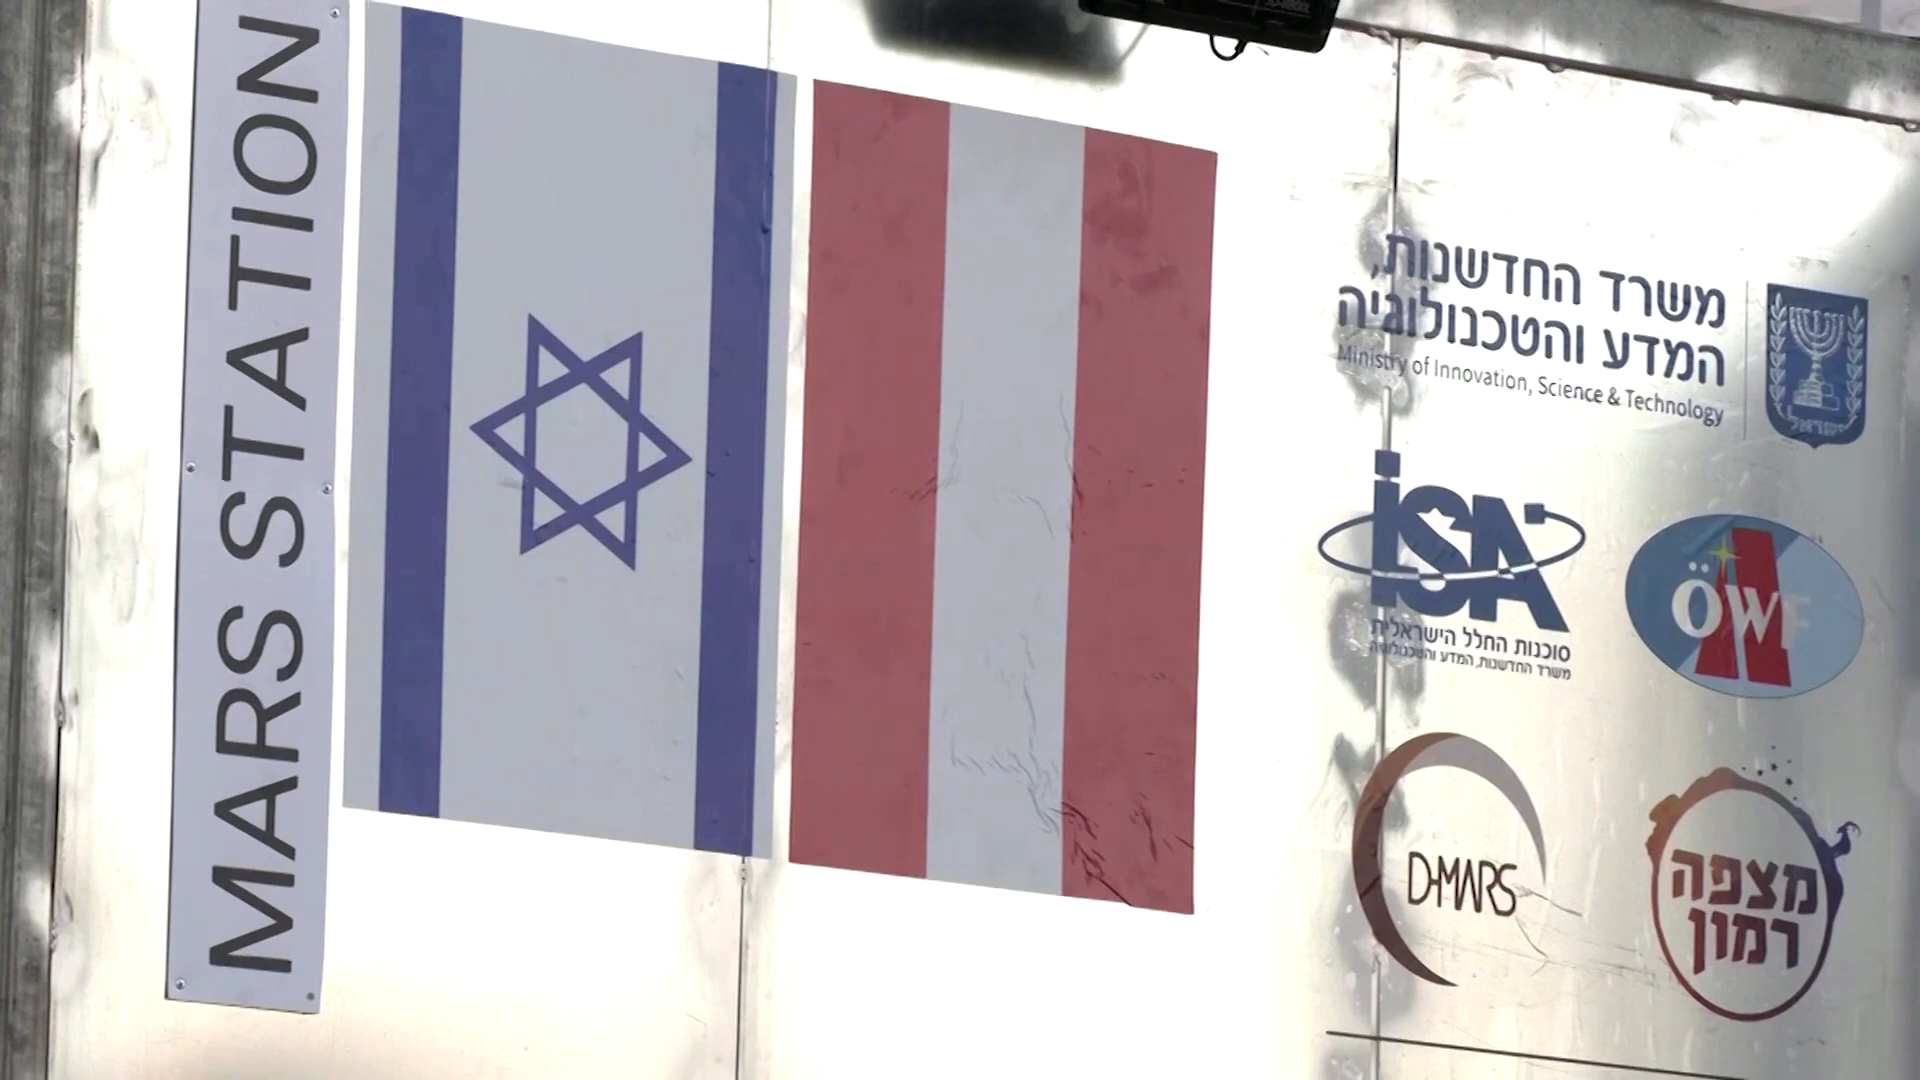 MARS STATION
משרד החדשנות,
המדע והטכנולוגיה
Ministry of Innovation, Science & Technology
ישראל
iSA
סוכנות החלל הישראלית
משרד החדשנות, המדע והטכנולוגיה
ÖWF
D-MARS
מצפה
רמון